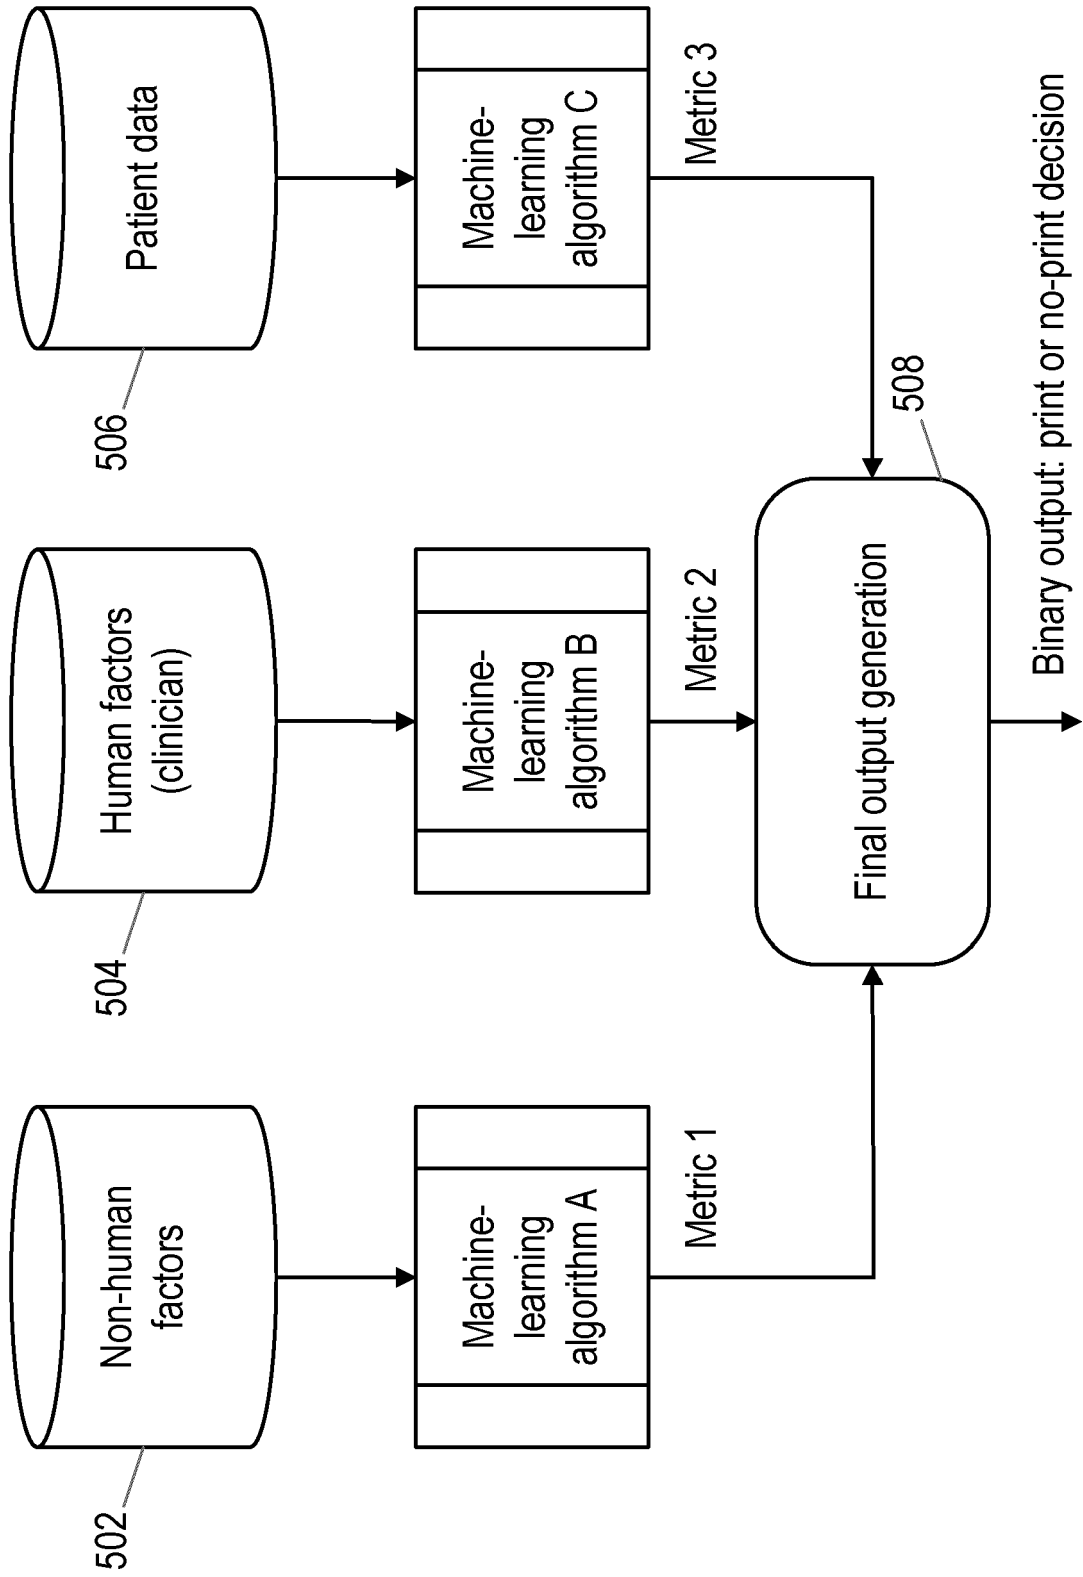 502
Non-human
factors
504
Human factors
(clinician)
506
Patient data
Machine-
learning
algorithm A
Machine-
learning
algorithm B
Machine-
learning
algorithm C
Metric 1
Metric 2
Metric 3
Final output generation
508
Binary output: print or no-print decision